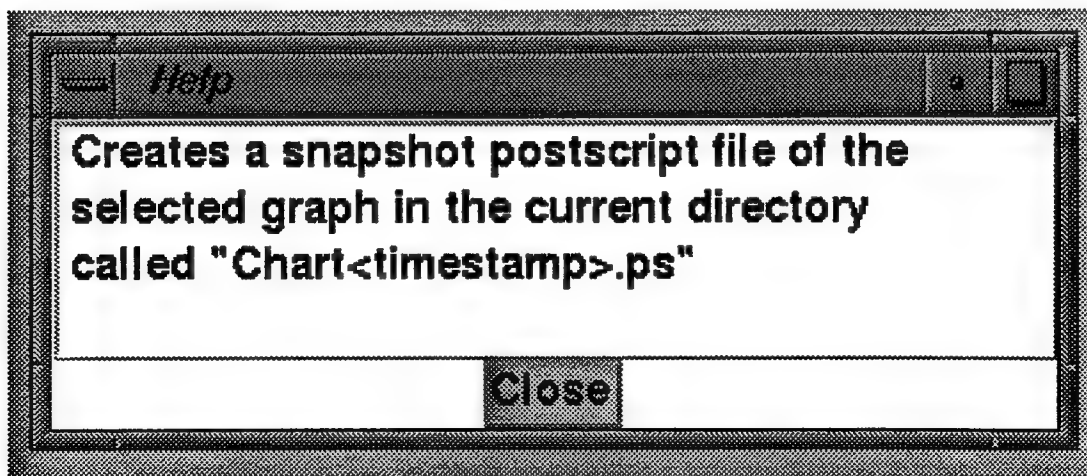 Help
Creates a snapshot postscript file of the
selected graph in the current directory
called "Chart<timestamp>.ps"
Close